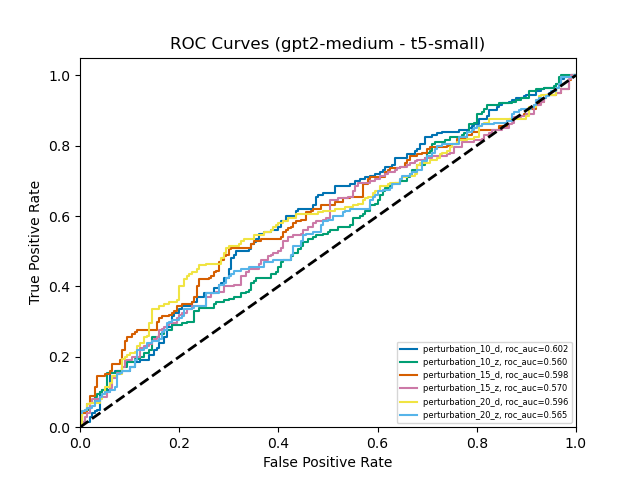 ROC Curves (gpt2-medium - t5-small)
1.0
0.8
0.6
0.4
0.2
0.0
True Positive Rate
perturbation_10_d, roc_auc=0.602
perturbation_10_z, roc_auc=0.560
perturbation_15_d, roc_auc=0.598
perturbation_15_z, roc_auc=0.570
perturbation_20_d, roc_auc=0.596
perturbation_20_z, roc_auc=0.565
0.0 0.2 0.4 0.6 0.8 1.0
False Positive Rate